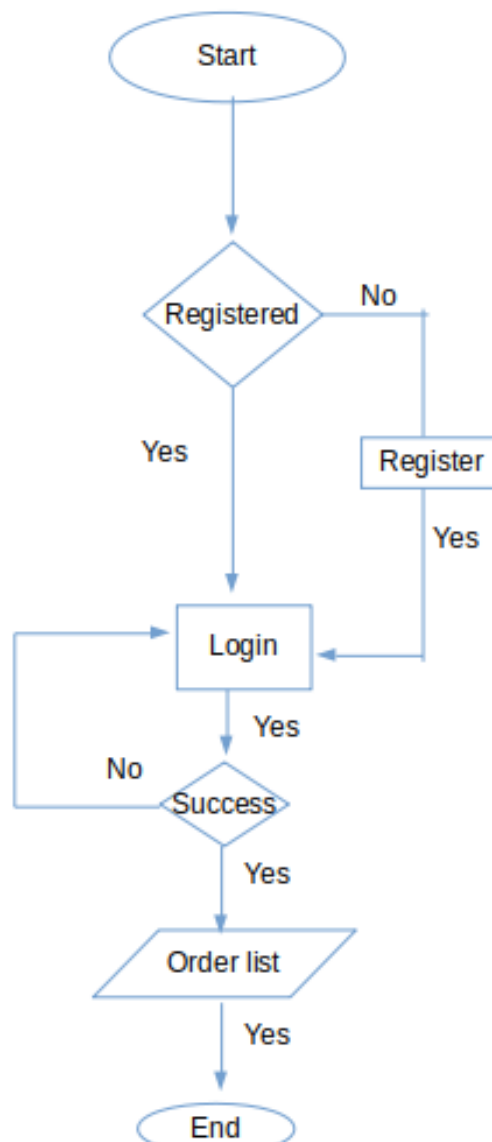 Start
Registered
No
Yes
Register
Yes
Login
Yes
No
Success
Yes
Order list
Yes
End